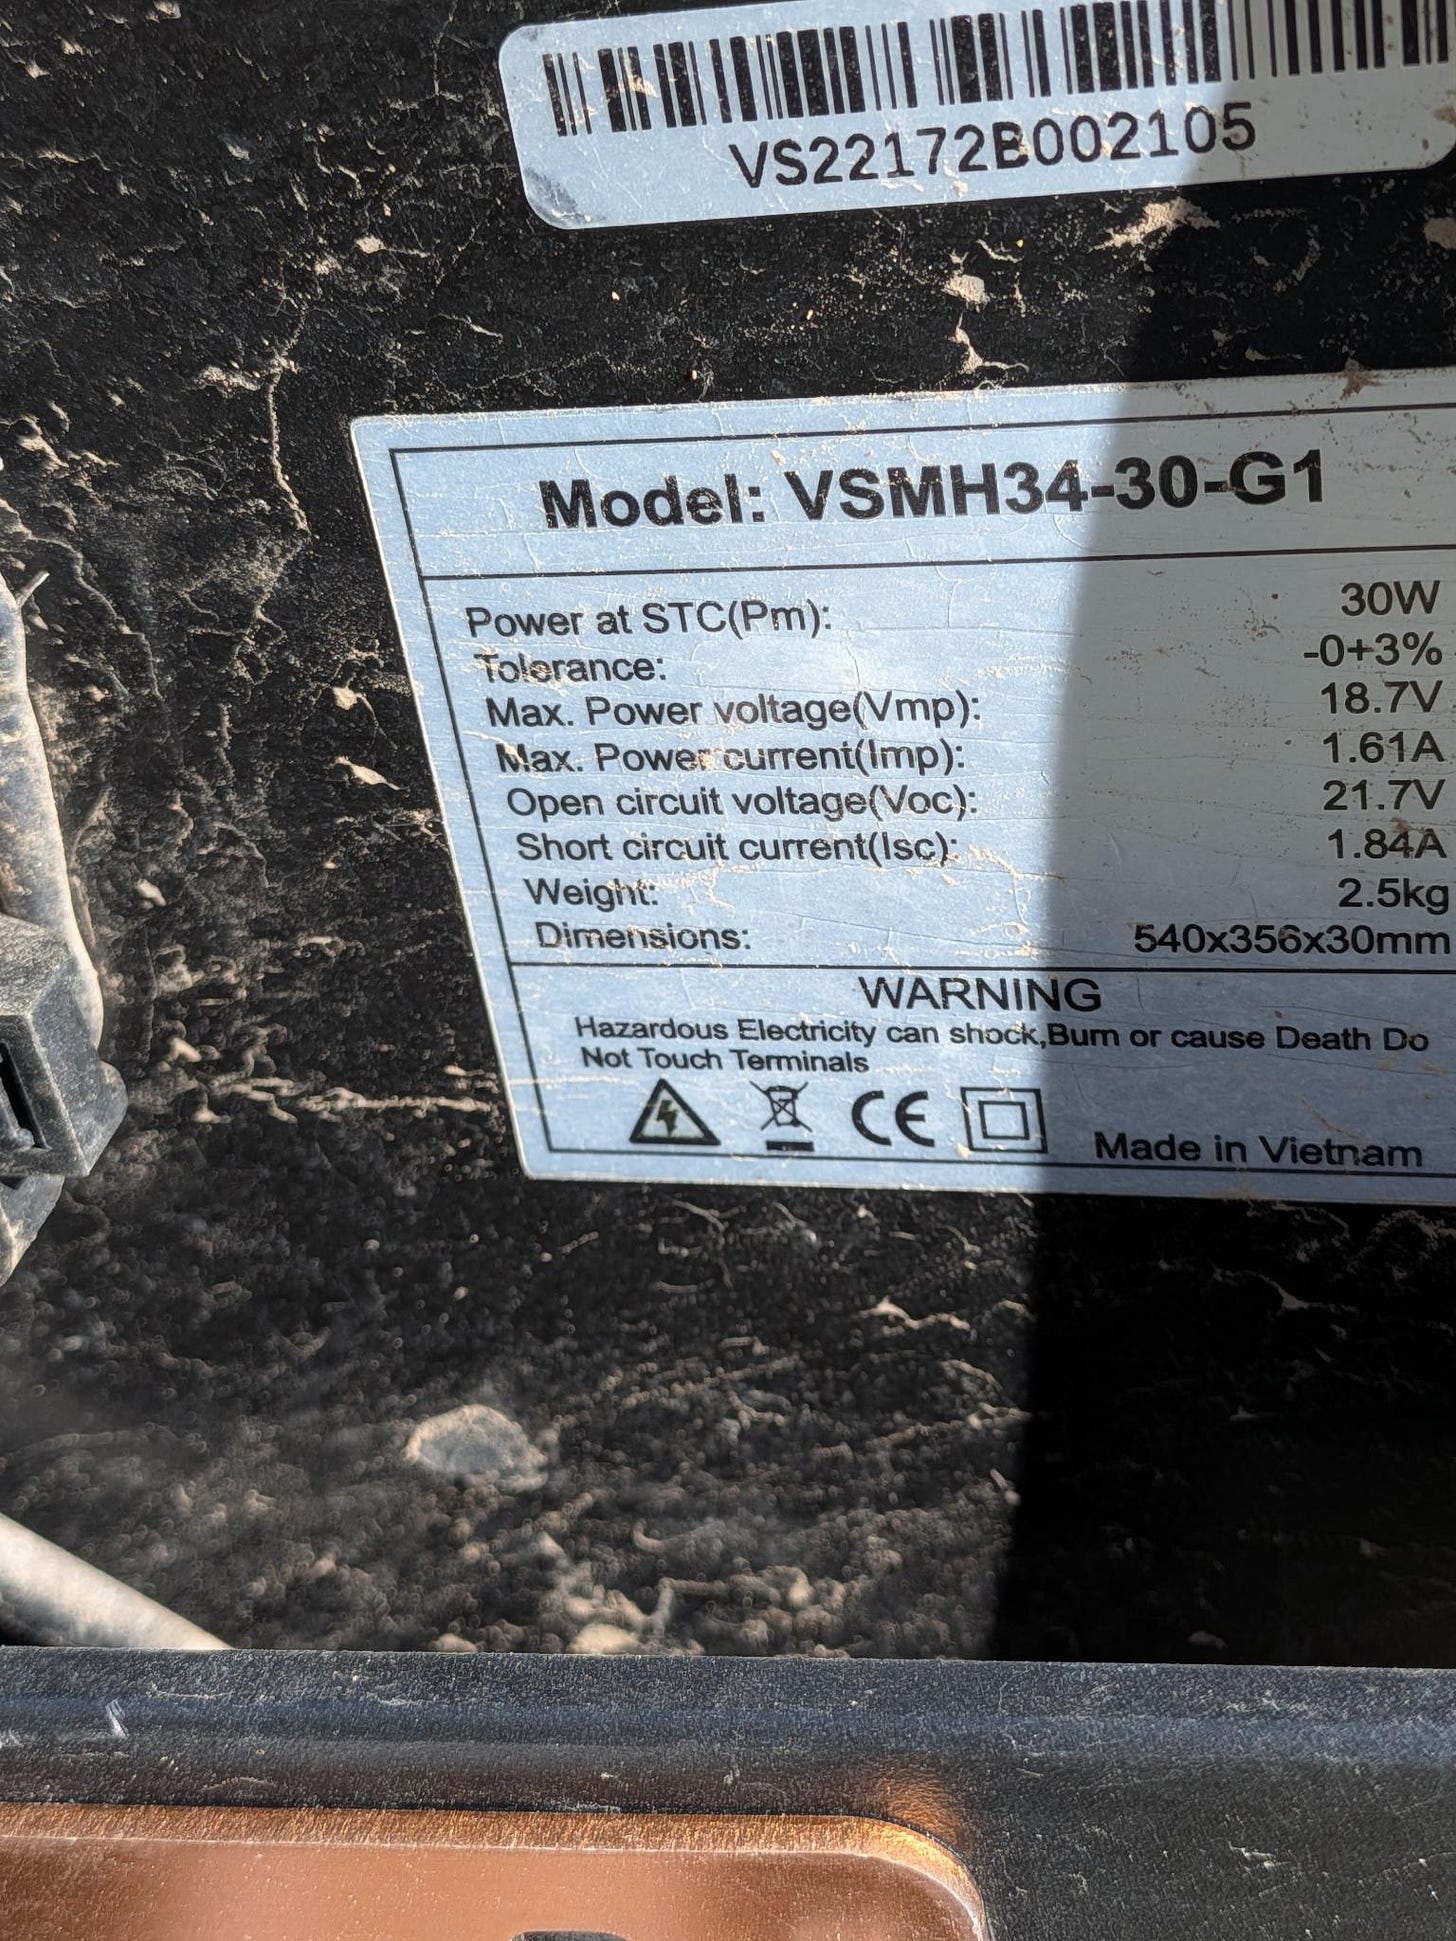 VS22172B002105
Model: VSMH34-30-G1
Power at STC(Pm): 30W
Tolerance: -0+3%
Max. Power voltage(Vmp): 18.7V
Max. Power current(Imp): 1.61A
Open circuit voltage(Voc): 21.7V
Short circuit current(Isc): 1.84A
Weight: 2.5kg
Dimensions: 540x356x30mm
WARNING
Hazardous Electricity can shock,Burn or cause Death Do
Not Touch Terminals
CE Made in Vietnam